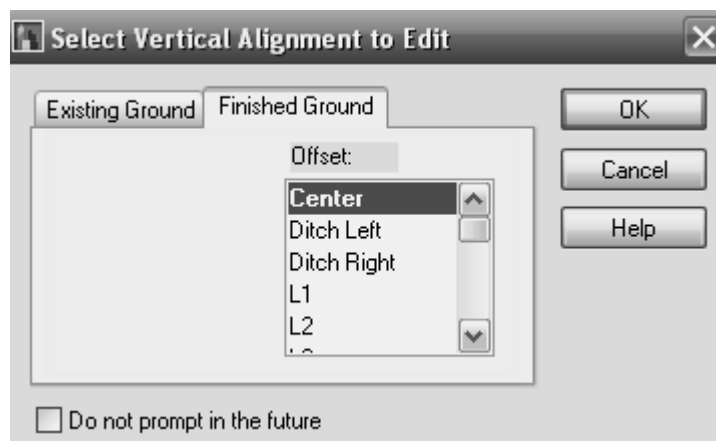 Select Vertical Alignment to Edit
Existing Ground
Finished Ground
Offset:
Center
Ditch Left
Ditch Right
L1
L2
OK
Cancel
Help
Do not prompt in the future